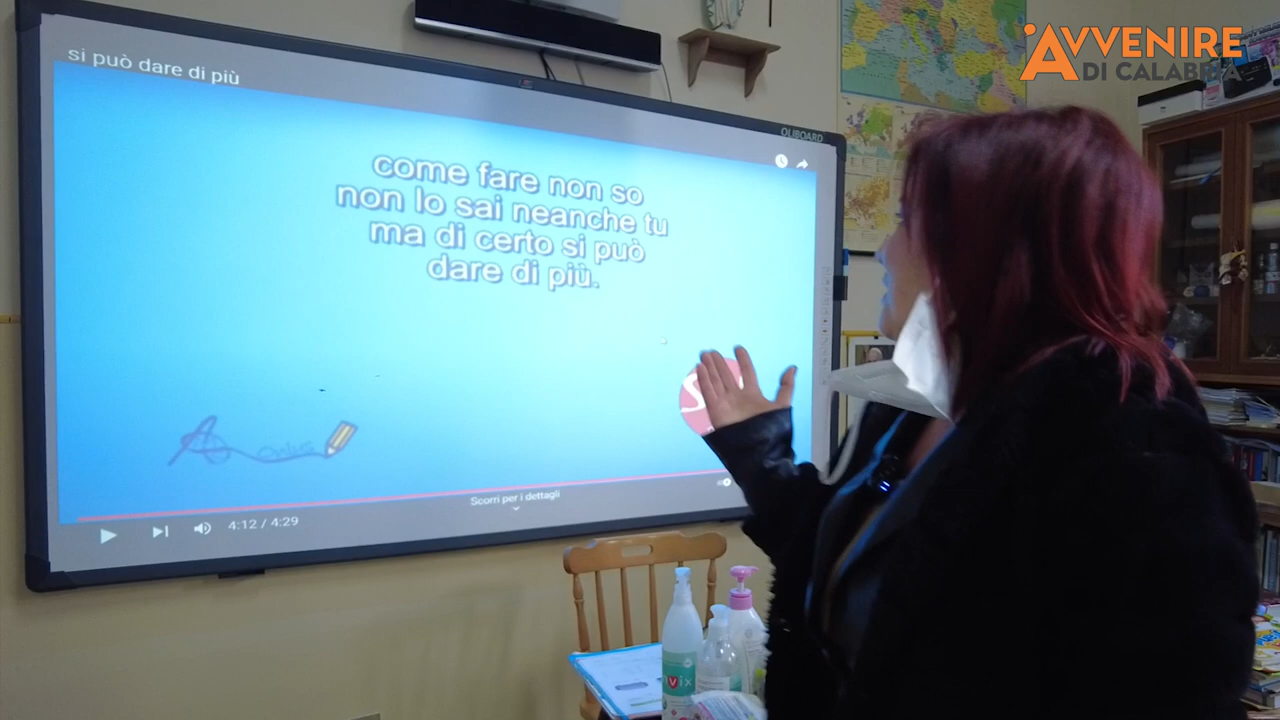 si può dare di più
come fare non so
non lo sai neanche tu
ma di certo si può
dare di più.
Onlus
Scorri per i dettagli
4:12 / 4:29
OLIBOARD
AVVENIRE
DI CALABRIA